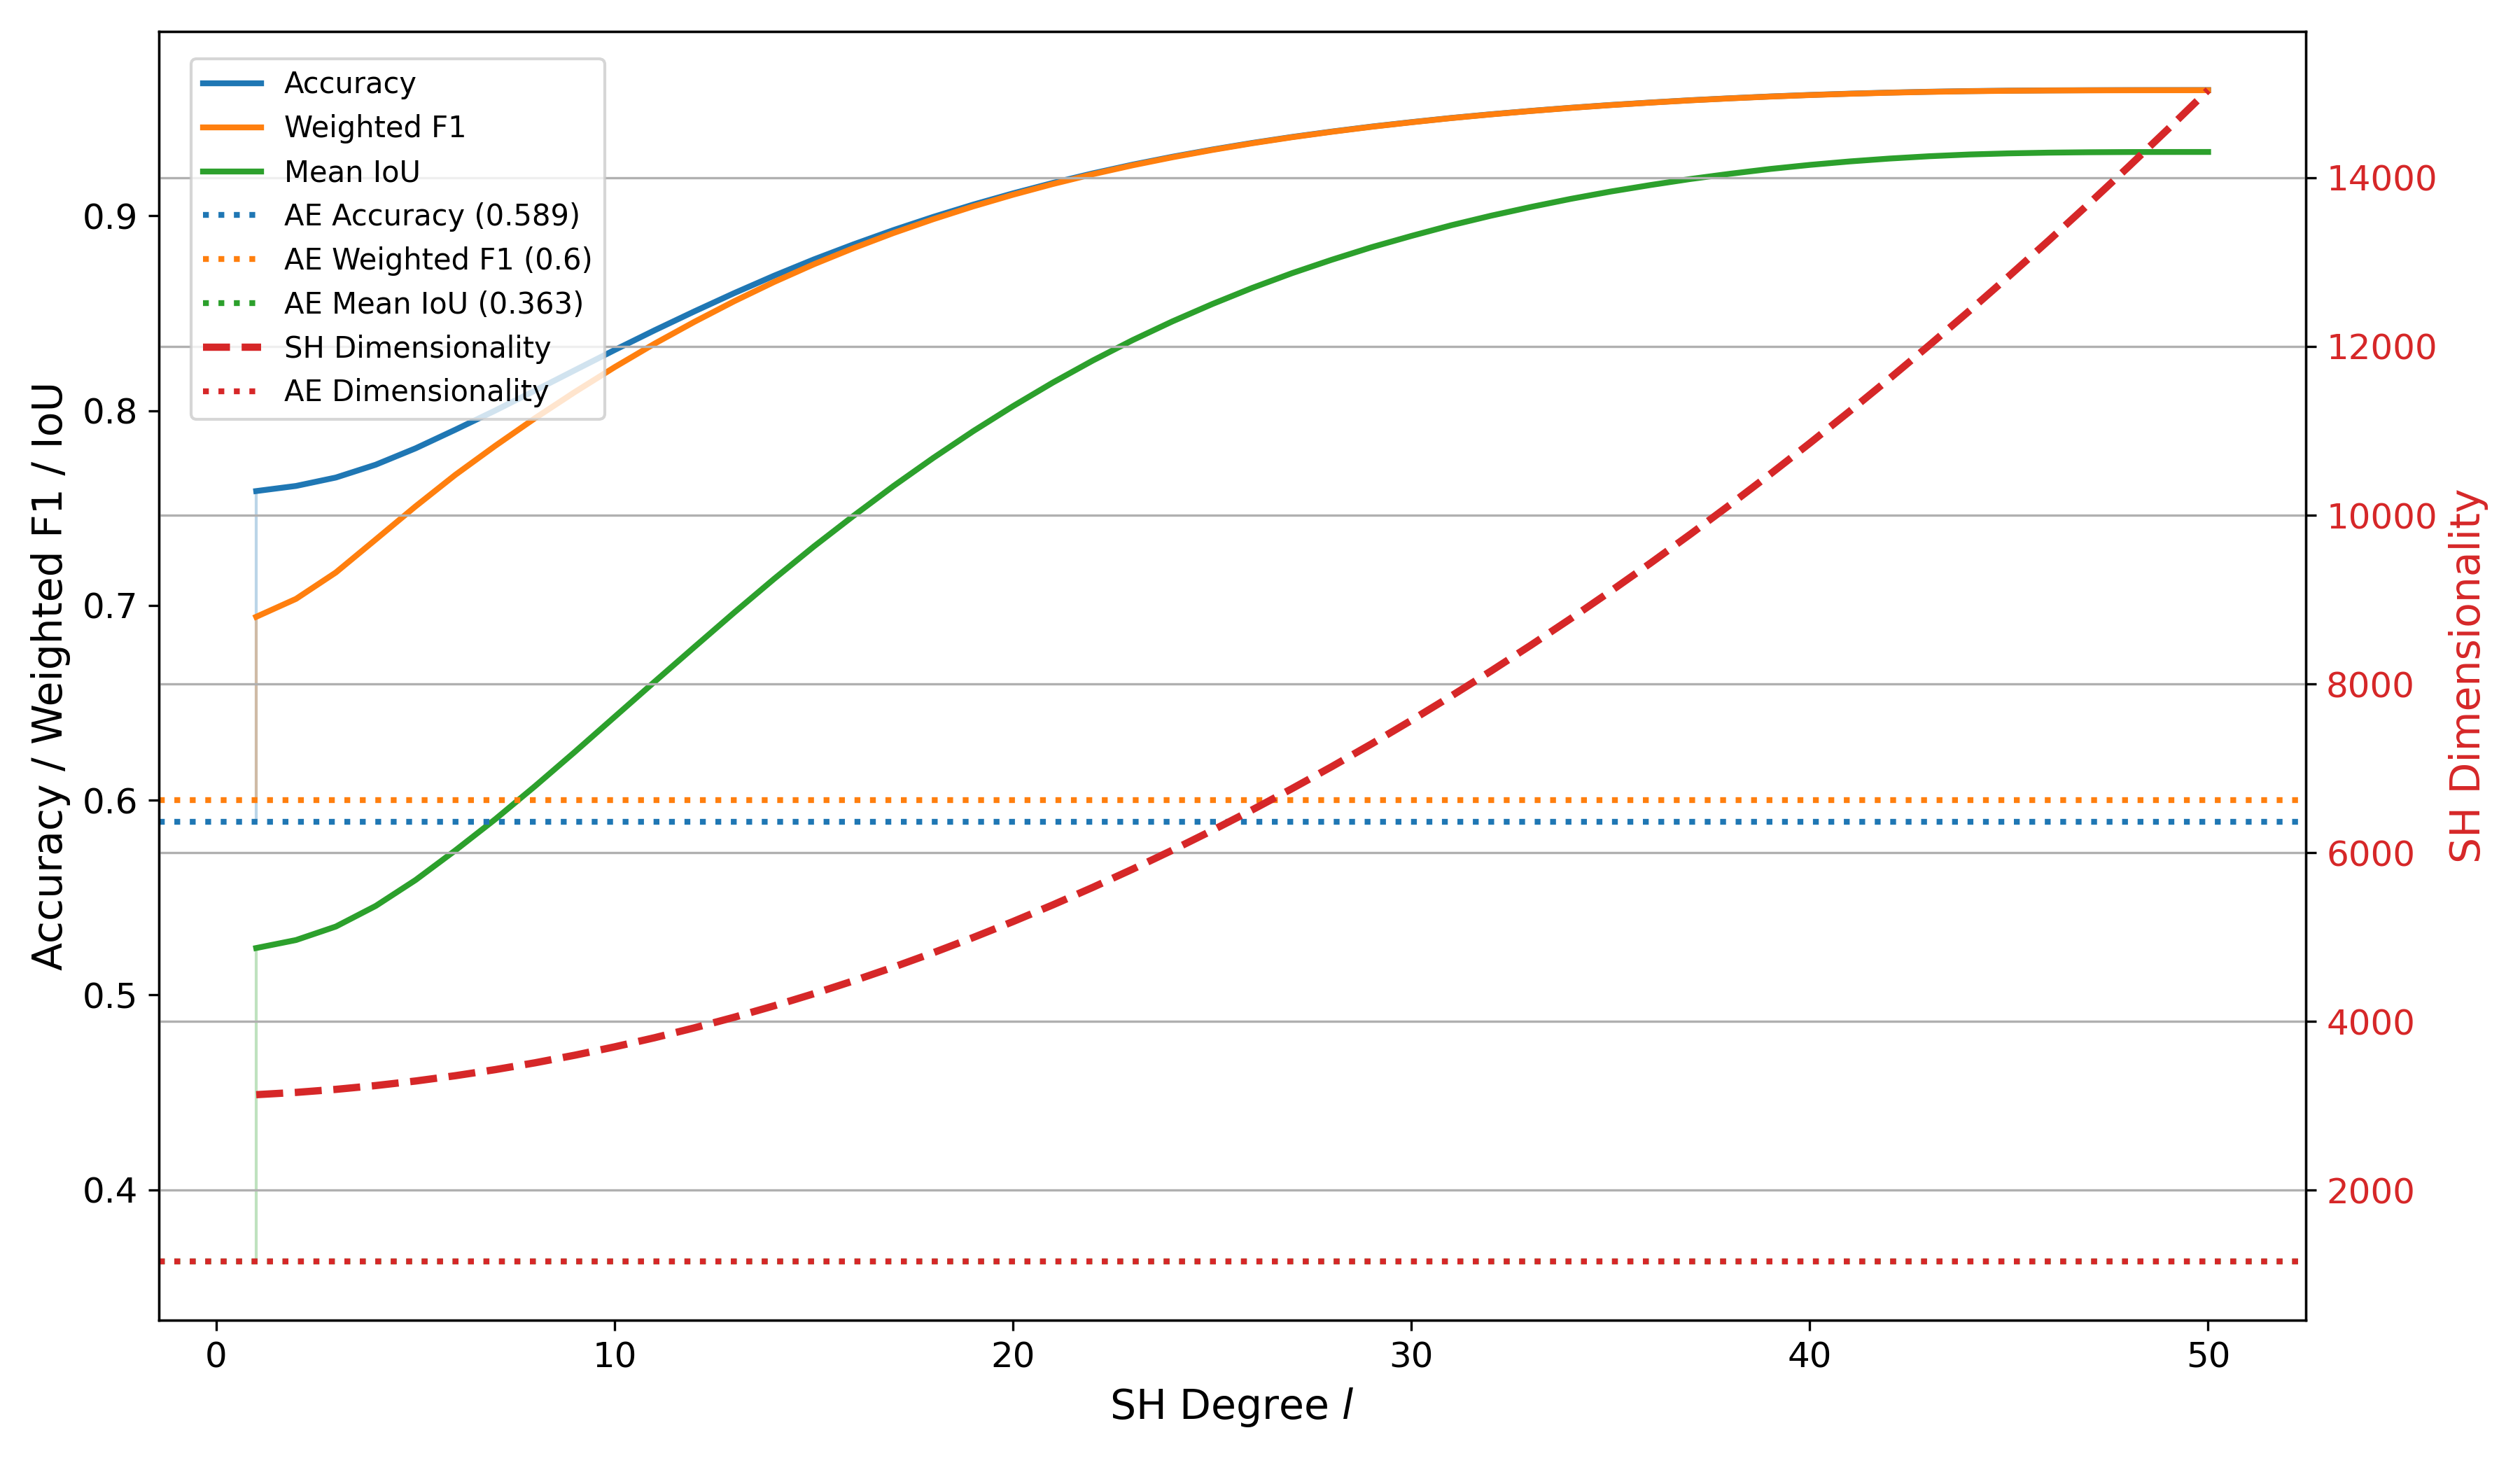 Accuracy
Weighted F1
Mean IoU
AE Accuracy (0.589)
AE Weighted F1 (0.6)
AE Mean IoU (0.363)
SH Dimensionality
AE Dimensionality
Accuracy / Weighted F1 / IoU
0.9
0.8
0.7
0.6
0.5
0.4
14000
12000
10000
8000
6000
4000
2000
SH Dimensionality
0 10 20 30 40 50
SH Degree l